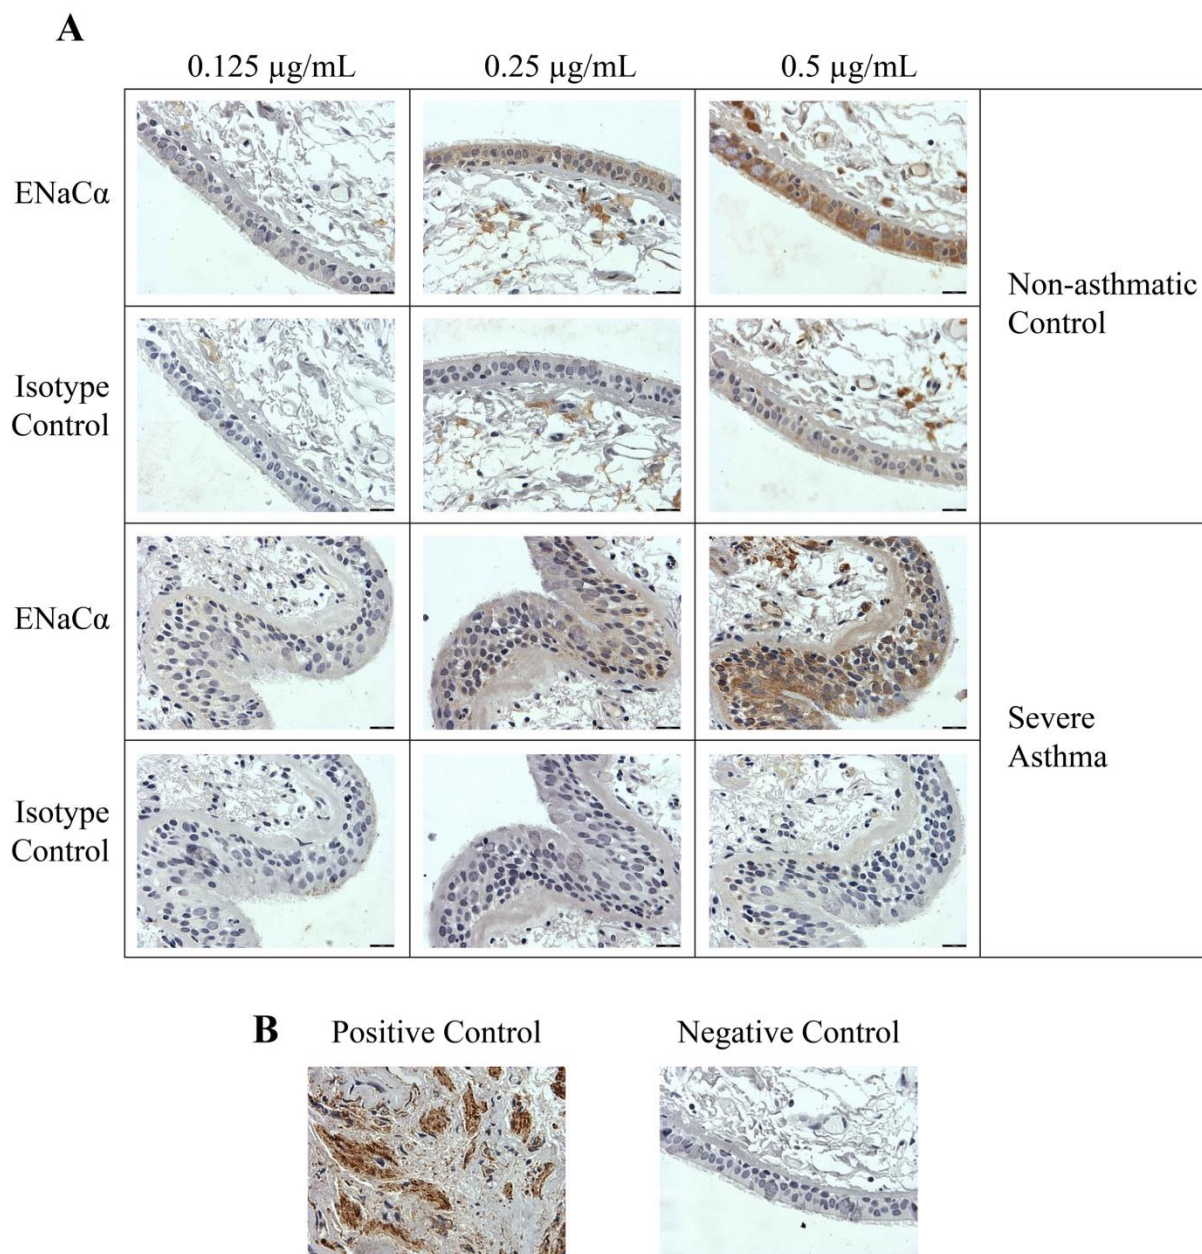 A
0.125 µg/mL
0.25 µg/mL
0.5 µg/mL
ENaCα
Non-asmathic
Control
Isotype
Control
ENaCα
Severe
Asthma
Isotype
Control
B
Positive Control
Negative Control